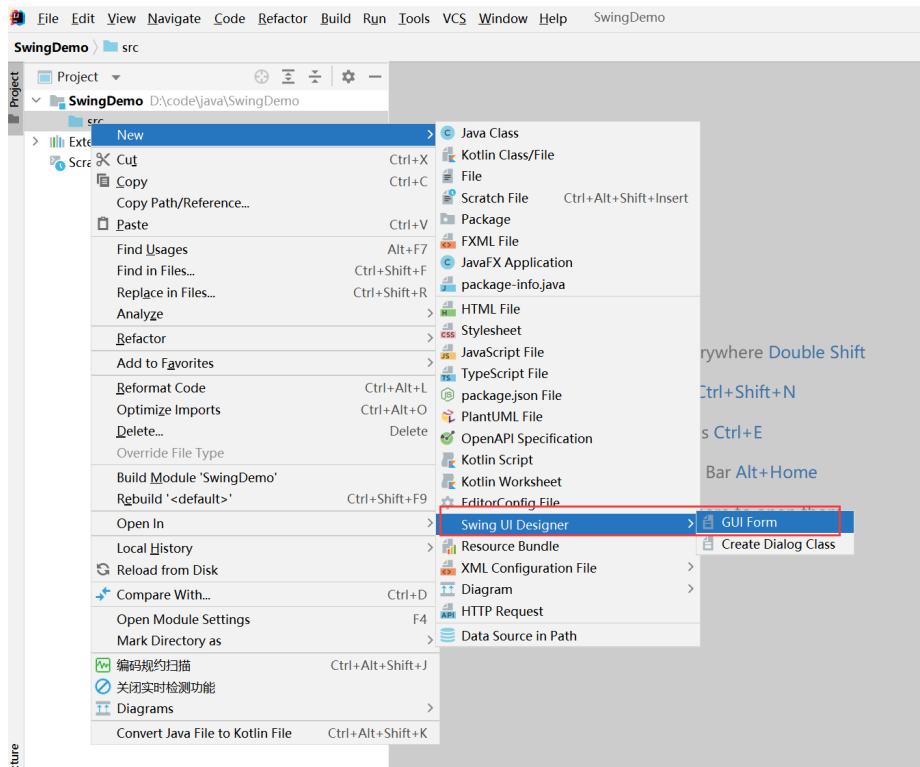 File Edit View Navigate Code Refactor Build Run Tools VCS Window Help SwingDemo
SwingDemo src
Project
Project
SwingDemo D:\code\java\SwingDemo
src
New
Cut Ctrl+X
Copy Ctrl+C
Copy Path/Reference...
Paste Ctrl+V
Find Usages Alt+F7
Find in Files... Ctrl+Shift+F
Replace in Files... Ctrl+Shift+R
Analyze
Refactor
Add to Favorites
Reformat Code Ctrl+Alt+L
Optimize Imports Ctrl+Alt+O
Delete... Delete
Override File Type
Build Module 'SwingDemo'
Rebuild '<default>' Ctrl+Shift+F9
Open In
Local History
Reload from Disk
Compare With... Ctrl+D
Open Module Settings F4
Mark Directory as
编码规约扫描 Ctrl+Alt+Shift+J
关闭实时检测功能
Diagrams
Convert Java File to Kotlin File Ctrl+Alt+Shift+K
Java Class
Kotlin Class/File
File
Scratch File Ctrl+Alt+Shift+Insert
Package
FXML File
JavaFX Application
package-info.java
HTML File
Stylesheet
JavaScript File
TypeScript File
package.json File
PlantUML File
OpenAPI Specification
Kotlin Script
Kotlin Worksheet
EditorConfig File
Swing UI Designer
Resource Bundle
XML Configuration File
Diagram
HTTP Request
Data Source in Path
GUI Form
Create Dialog Class
rywhere Double Shift
Ctrl+Shift+N
s Ctrl+E
Bar Alt+Home